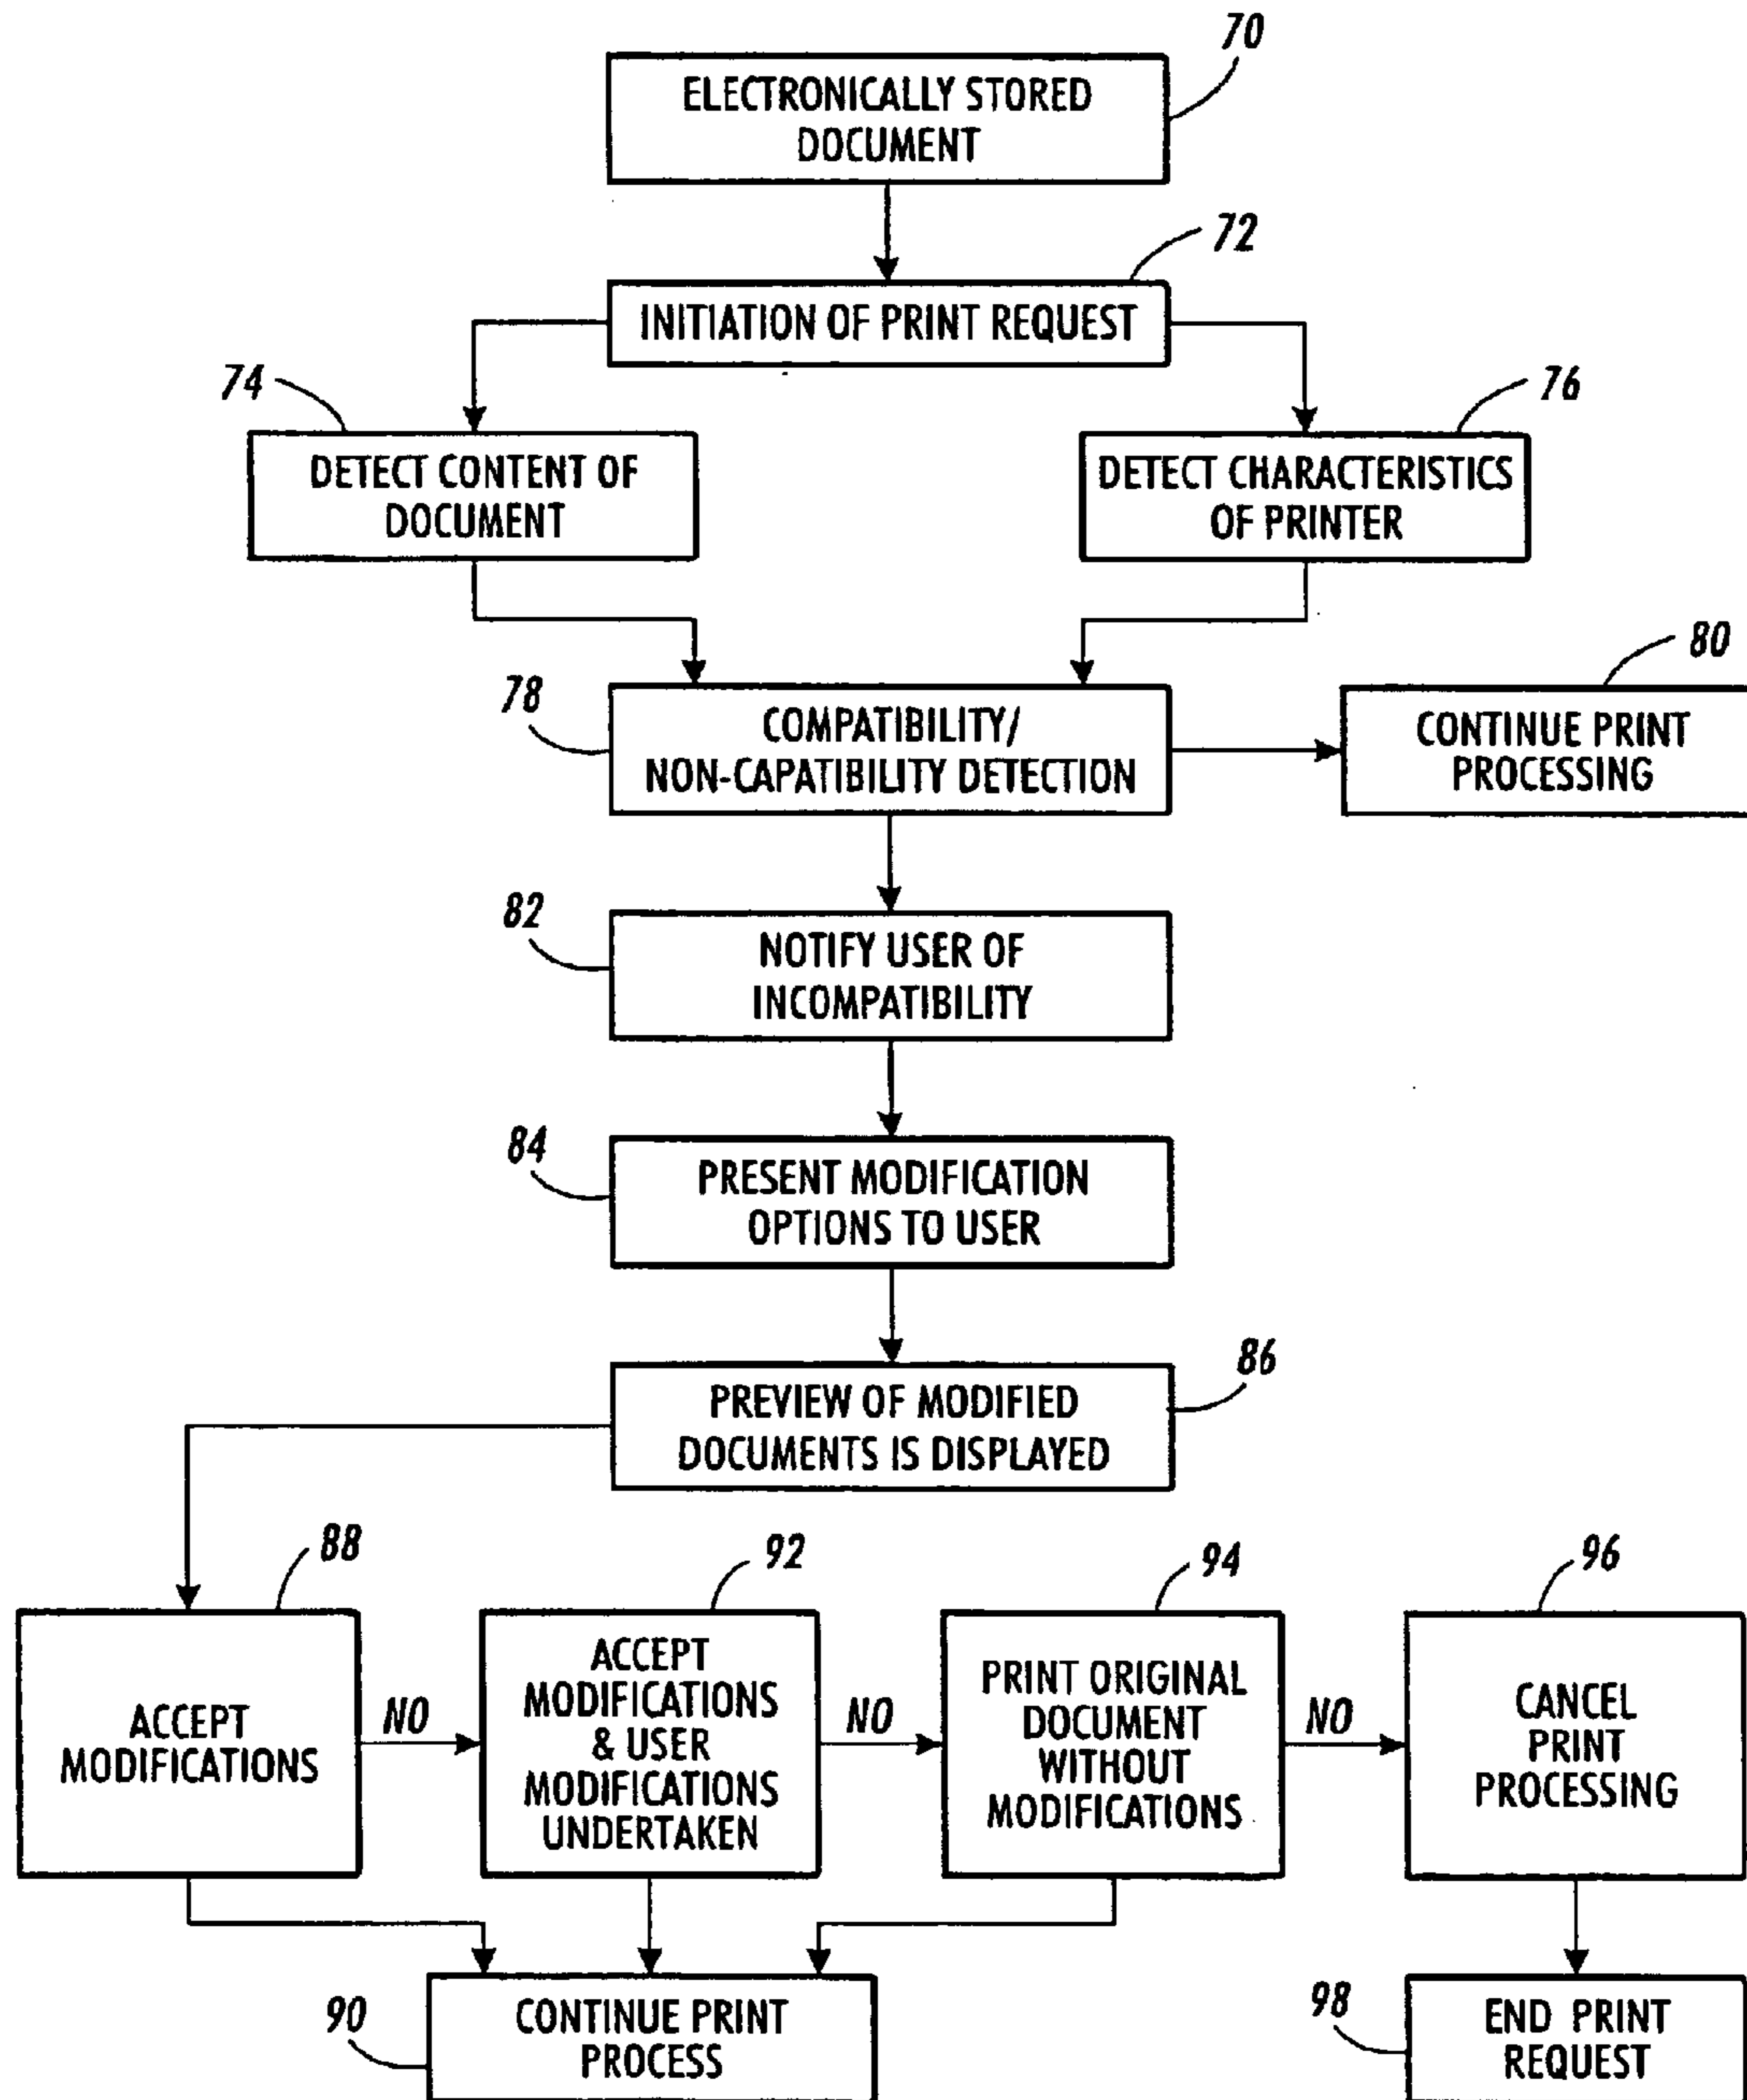 70
ELECTRONICALLY STORED
DOCUMENT
72
INITIATION OF PRINT REQUEST
74
DETECT CONTENT OF
DOCUMENT
76
DETECT CHARACTERISTICS
OF PRINTER
78
COMPATIBILITY/
NON-CAPATIBILITY DETECTION
80
CONTINUE PRINT
PROCESSING
82
NOTIFY USER OF
INCOMPATIBILITY
84
PRESENT MODIFICATION
OPTIONS TO USER
86
PREVIEW OF MODIFIED
DOCUMENTS IS DISPLAYED
88
ACCEPT
MODIFICATIONS
NO
92
ACCEPT
MODIFICATIONS
& USER
MODIFICATIONS
UNDERTAKEN
NO
94
PRINT ORIGINAL
DOCUMENT
WITHOUT
MODIFICATIONS
NO
96
CANCEL
PRINT
PROCESSING
90
CONTINUE PRINT
PROCESS
98
END PRINT
REQUEST